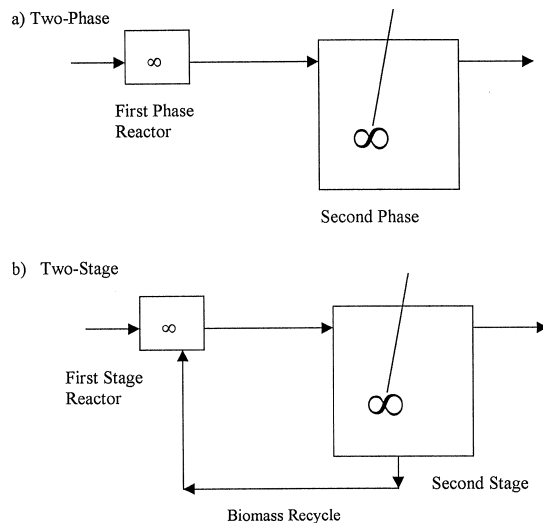 a) Two-Phase
∞
First Phase
Reactor
∞
Second Phase
b) Two-Stage
∞
First Stage
Reactor
∞
Second Stage
Biomass Recycle